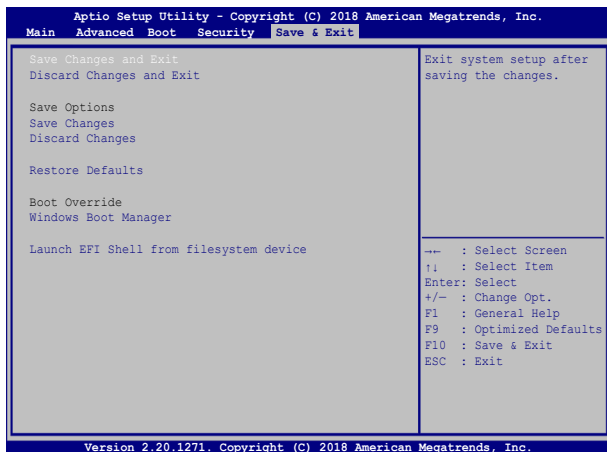 Aptio Setup Utility - Copyright (C) 2018 American Megatrends, Inc.
Main Advanced Boot Security Save & Exit
Save Changes and Exit
Discard Changes and Exit
Save Options
Save Changes
Discard Changes
Restore Defaults
Boot Override
Windows Boot Manager
Launch EFI Shell from filesystem device
Exit system setup after
saving the changes.
→← : Select Screen
↑↓ : Select Item
Enter: Select
+/— : Change Opt.
F1 : General Help
F9 : Optimized Defaults
F10 : Save & Exit
ESC : Exit
Version 2.20.1271. Copyright (C) 2018 American Megatrends, Inc.